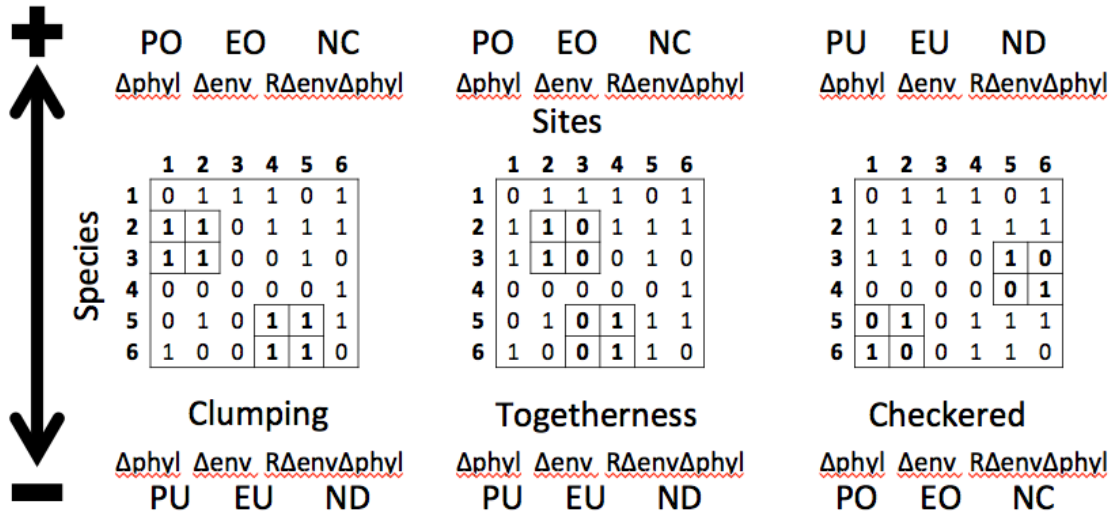 +
PO EO NC PO EO NC PU EU ND
Δphyl Δenv RΔenvΔphyl Δphyl Δenv RΔenvΔphyl Δphyl Δenv RΔenvΔphyl
Sites
1 2 3 4 5 6 1 2 3 4 5 6 1 2 3 4 5 6
Species
1 0 1 1 1 0 1 1 0 1 1 1 0 1 1 0 1 1 1 0 1
2 1 1 0 1 1 1 2 1 1 0 1 1 1 2 1 1 0 1 1 1
3 1 1 0 0 1 0 3 1 1 0 0 1 0 3 1 1 0 0 1 0
4 0 0 0 0 0 1 4 0 0 0 0 0 1 4 0 0 0 0 0 1
5 0 1 0 1 1 1 5 0 1 0 1 1 1 5 0 1 0 1 1 1
6 1 0 0 1 1 0 6 1 0 0 1 1 0 6 1 0 0 1 1 0
Clumping Togetherness Checkered
Δphyl Δenv RΔenvΔphyl Δphyl Δenv RΔenvΔphyl Δphyl Δenv RΔenvΔphyl
PU EU ND PU EU ND PO EO NC
−